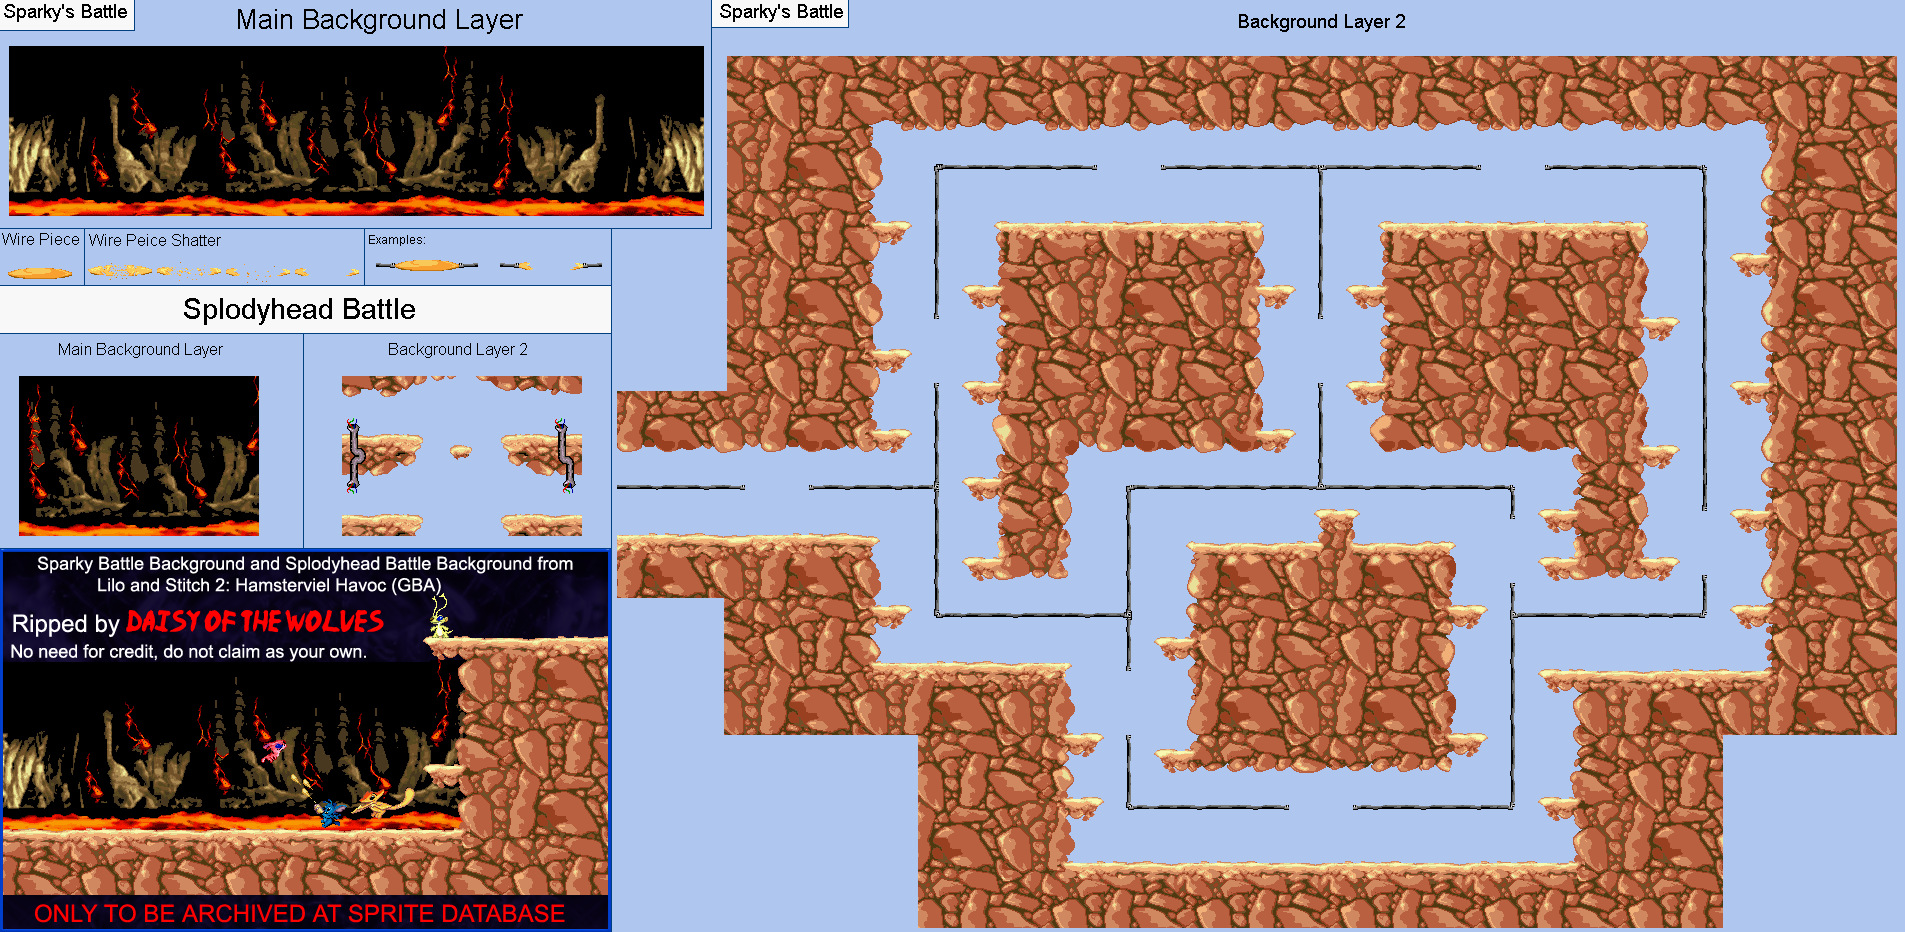 Sparky's Battle
Main Background Layer
Sparky's Battle
Background Layer 2
Wire Piece
Wire Peice Shatter
Examples:
Splodyhead Battle
Main Background Layer
Background Layer 2
Sparky Battle Background and Splodyhead Battle Background from
Lilo and Stitch 2: Hamsterviel Havoc (GBA)
Ripped by DAISY OF THE WOLVES
No need for credit, do not claim as your own.
ONLY TO BE ARCHIVED AT SPRITE DATABASE